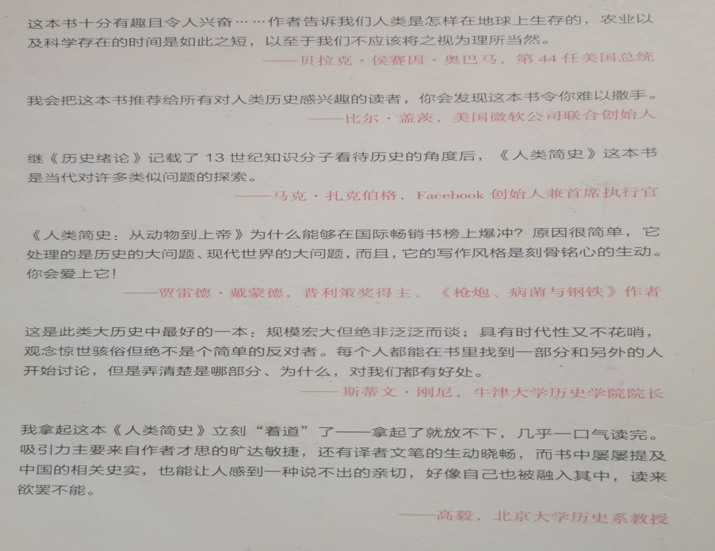 这本书十分有趣且令人兴奋……作者告诉我们人类是怎样在地球上生存的，农业以
及科学存在的时间是如此之短，以至于我们不应该将之视为理所当然。
——贝拉克·侯赛因·奥巴马，第 44 任美国总统
我会把这本书推荐给所有对人类历史感兴趣的读者，你会发现这本书令你难以撒手。
——比尔·盖茨，美国微软公司联合创始人
继《历史绪论》记载了 13 世纪知识分子看待历史的角度后，《人类简史》这本书
是当代对许多类似问题的探索。
——马克·扎克伯格，Facebook 创始人兼首席执行官
《人类简史：从动物到上帝》为什么能够在国际畅销书榜上爆冲？原因很简单，它
处理的是历史的大问题、现代世界的大问题，而且，它的写作风格是刻骨铭心的生动。
你会爱上它！
——贾雷德·戴蒙德，普利策奖得主、《枪炮、病菌与钢铁》作者
这是此类大历史中最好的一本：规模宏大但绝非泛泛而谈；具有时代性又不花哨，
观念惊世骇俗但绝不是个简单的反对者。每个人都能在书里找到一部分和另外的人
开始讨论，但是弄清楚是哪部分、为什么，对我们都有好处。
——斯蒂文·刚尼，牛津大学历史学院院长
我拿起这本《人类简史》立刻“着道”了——拿起了就放不下，几乎一口气读完。
吸引力主要来自作者才思的旷达敏捷，还有译者文笔的生动晓畅，而书中屡屡提及
中国的相关史实，也能让人感到一种说不出的亲切，好像自己也被融入其中，读来
欲罢不能。
——高毅，北京大学历史系教授